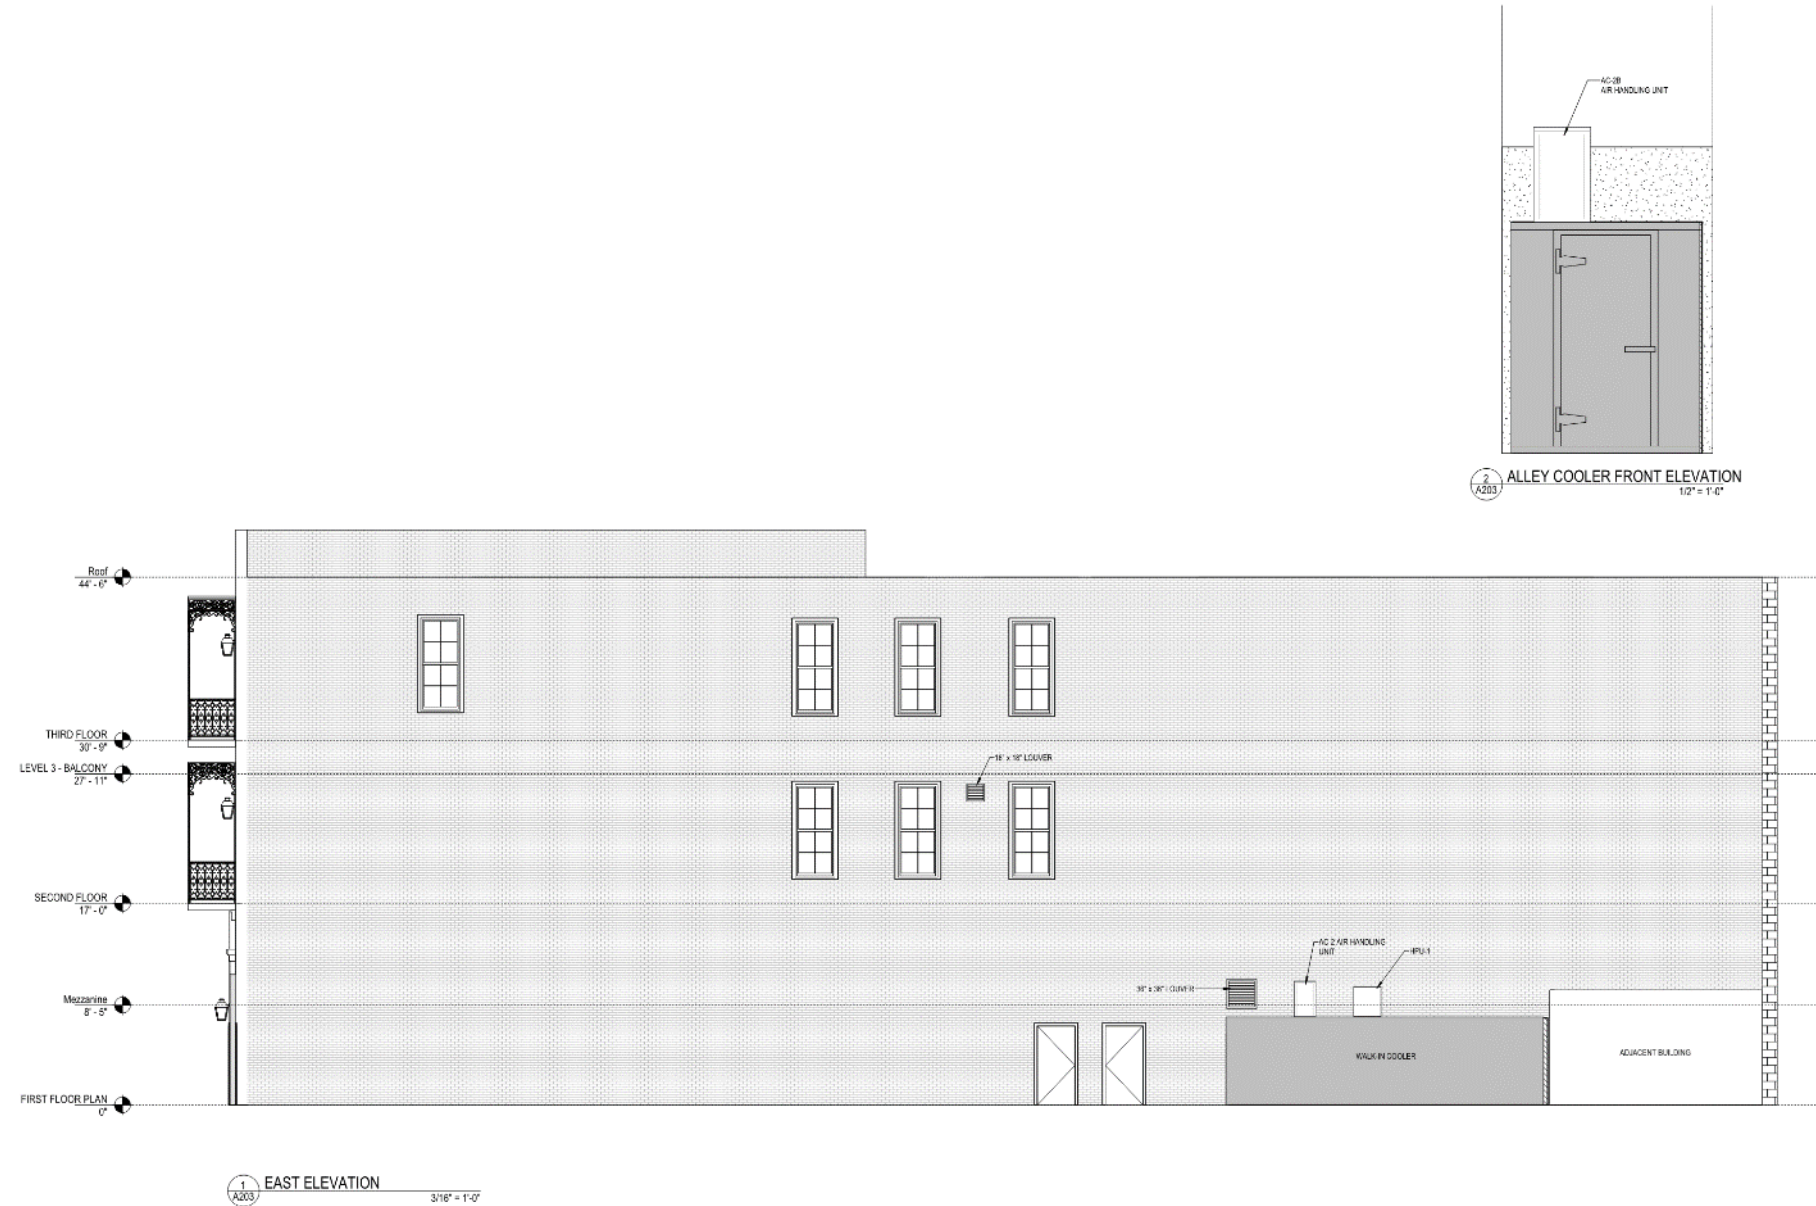 AC-2B
AIR HANDLING UNIT
2
A203
ALLEY COOLER FRONT ELEVATION
1/2" = 1'-0"
Roof
44' - 6"
THIRD FLOOR
30' - 9"
LEVEL 3 - BALCONY
27' - 11"
18" x 18" LOUVER
SECOND FLOOR
17' - 0"
AC 2 AIR HANDLING
UNIT
HPU-1
36" x 36" LOUVER
Mezzanine
8' - 5"
WALK-IN COOLER
ADJACENT BUILDING
FIRST FLOOR PLAN
0"
1
A203
EAST ELEVATION
3/16" = 1'-0"